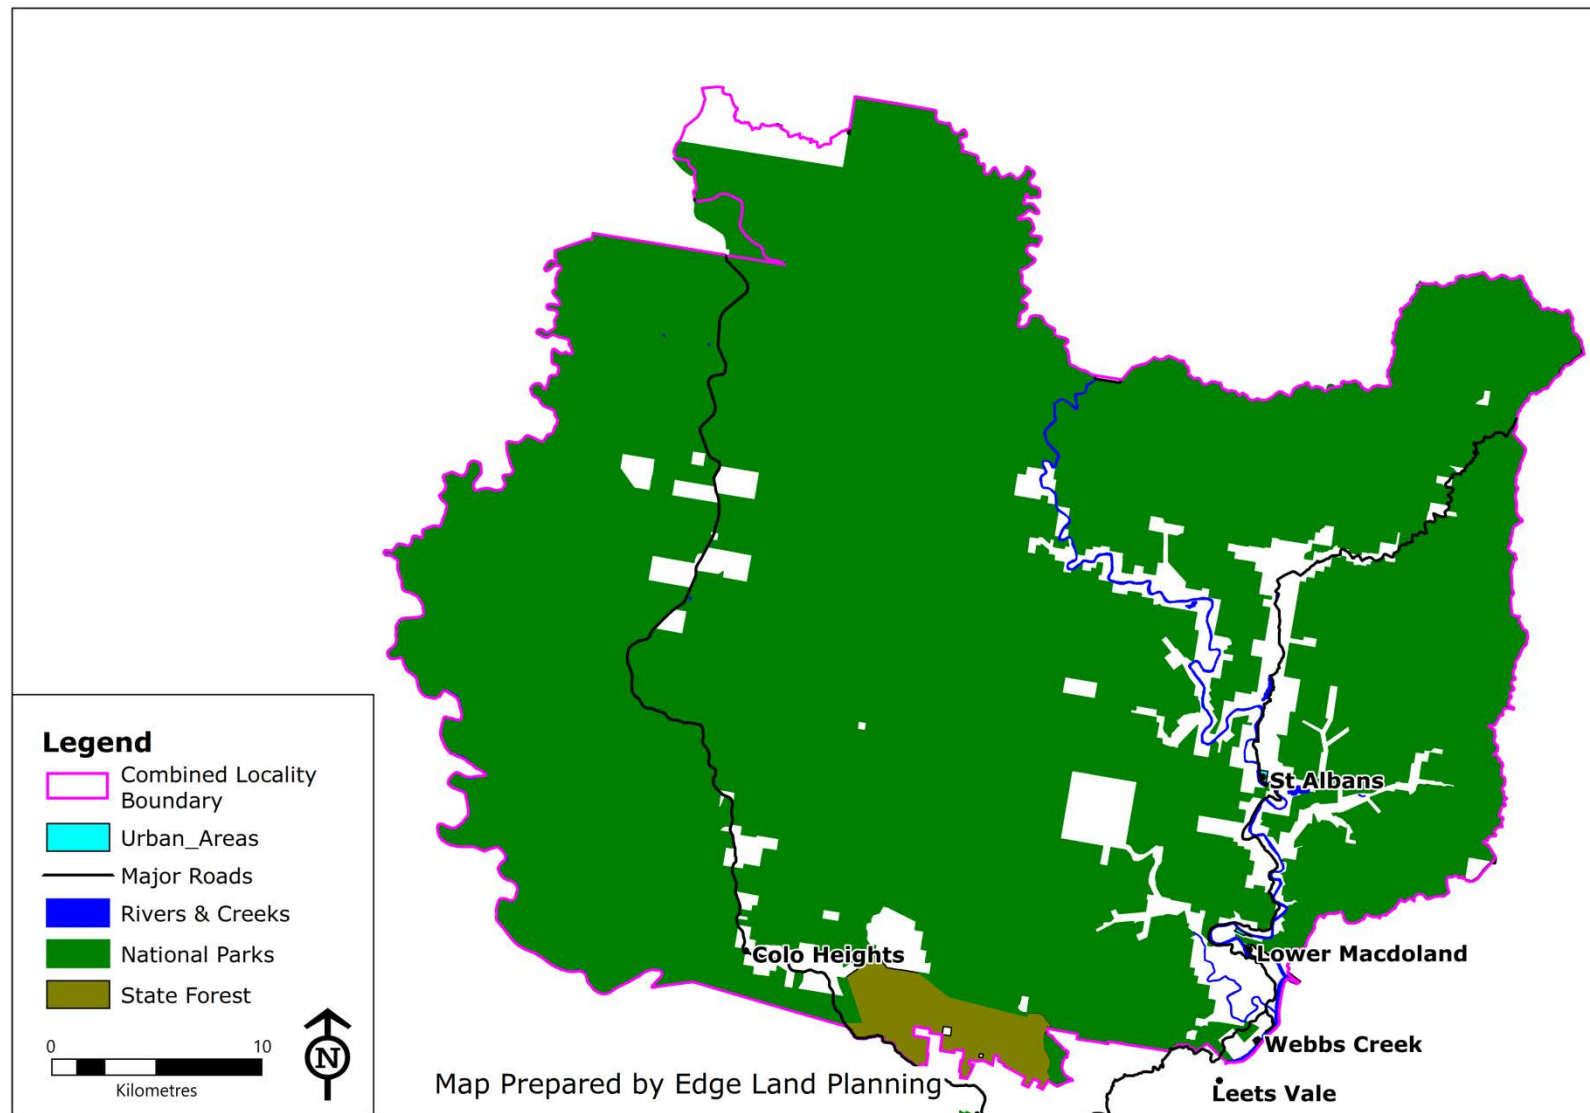 St Albans
Colo Heights
Lower Macdoland
Webbs Creek
Leets Vale
Legend
Combined Locality
Boundary
Urban_Areas
Major Roads
Rivers & Creeks
National Parks
State Forest
0 10
Kilometres
N
Map Prepared by Edge Land Planning